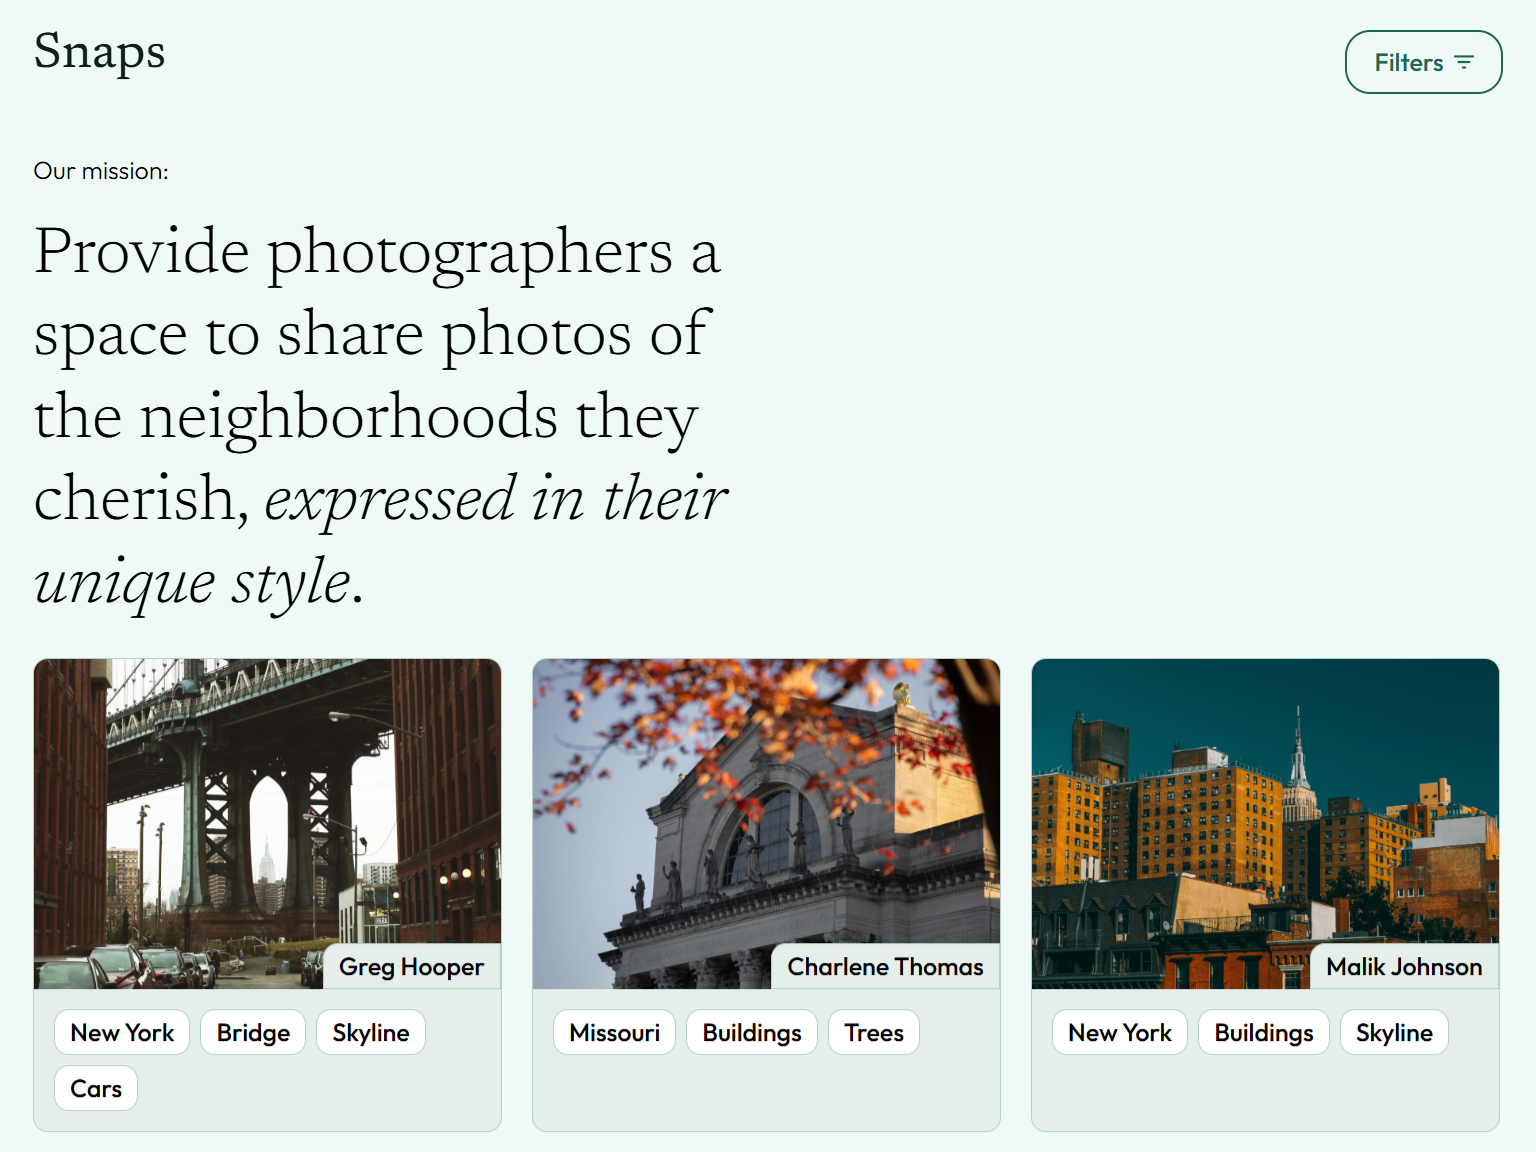 Snaps
Filters
Our mission:
Provide photographers a
space to share photos of
the neighborhoods they
cherish, expressed in their
unique style.
Greg Hooper
Charlene Thomas
Malik Johnson
New York
Bridge
Skyline
Cars
Missouri
Buildings
Trees
New York
Buildings
Skyline